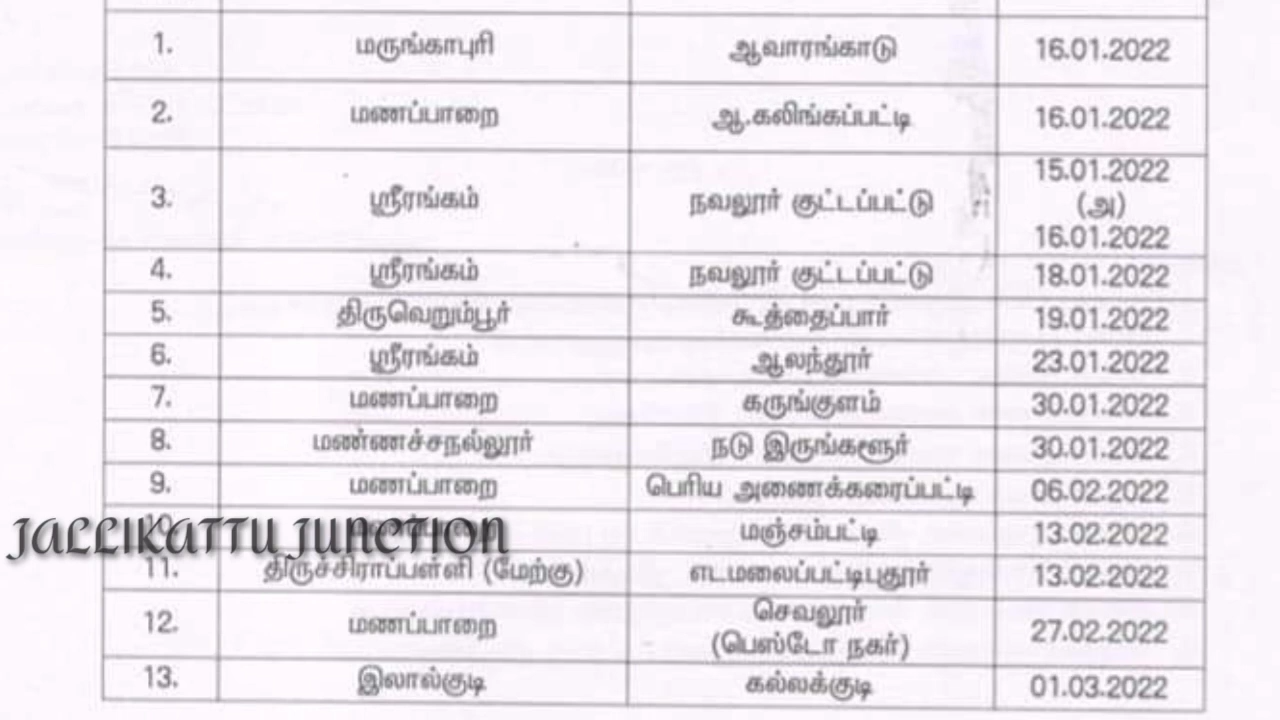 1. மருங்காபுரி ஆவாரங்காடு 16.01.2022
2. மணப்பாறை ஆ.கலிங்கப்பட்டி 16.01.2022
3. ஸ்ரீரங்கம் நவலூர் குட்டப்பட்டு 15.01.2022
(அ)
16.01.2022
4. ஸ்ரீரங்கம் நவலூர் குட்டப்பட்டு 18.01.2022
5. திருவெறும்பூர் கூத்தைப்பார் 19.01.2022
6. ஸ்ரீரங்கம் ஆலந்தூர் 23.01.2022
7. மணப்பாறை கருங்குளம் 30.01.2022
8. மண்ணச்சநல்லூர் நடு இருங்களூர் 30.01.2022
9. மணப்பாறை பெரிய அணைக்கரைப்பட்டி 06.02.2022
JALLIKATTU JUNCTION
மஞ்சம்பட்டி 13.02.2022
11. திருச்சிராப்பள்ளி (மேற்கு) எடமலைப்பட்டிபுதூர் 13.02.2022
12. மணப்பாறை செவலூர் 27.02.2022
(பெஸ்டோ நகர்)
13. இலால்குடி கல்லக்குடி 01.03.2022